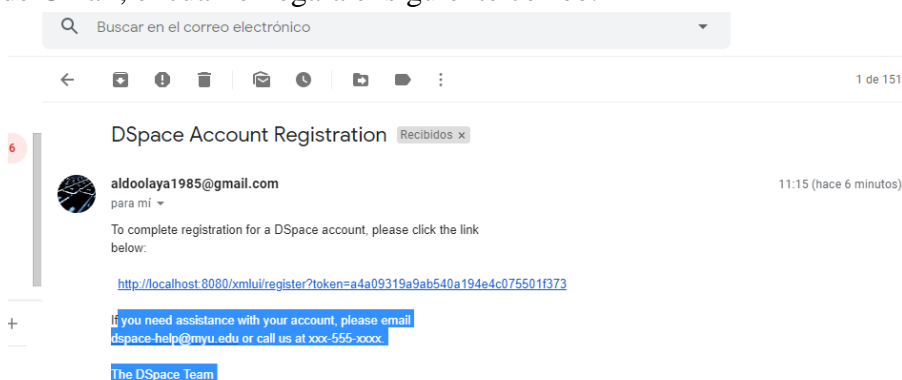 Buscar en el correo electrónico
1 de 151
DSpace Account Registration Recibidos x
6
aldoolaya1985@gmail.com 11:15 (hace 6 minutos)
para mí
To complete registration for a DSpace account, please click the link
below:
http://localhost:8080/xmlui/register?token=a4a09319a9ab540a194e4c075501f373
If you need assistance with your account, please email
dspace-help@myu.edu or call us at xxx-555-xxxx.
The DSpace Team